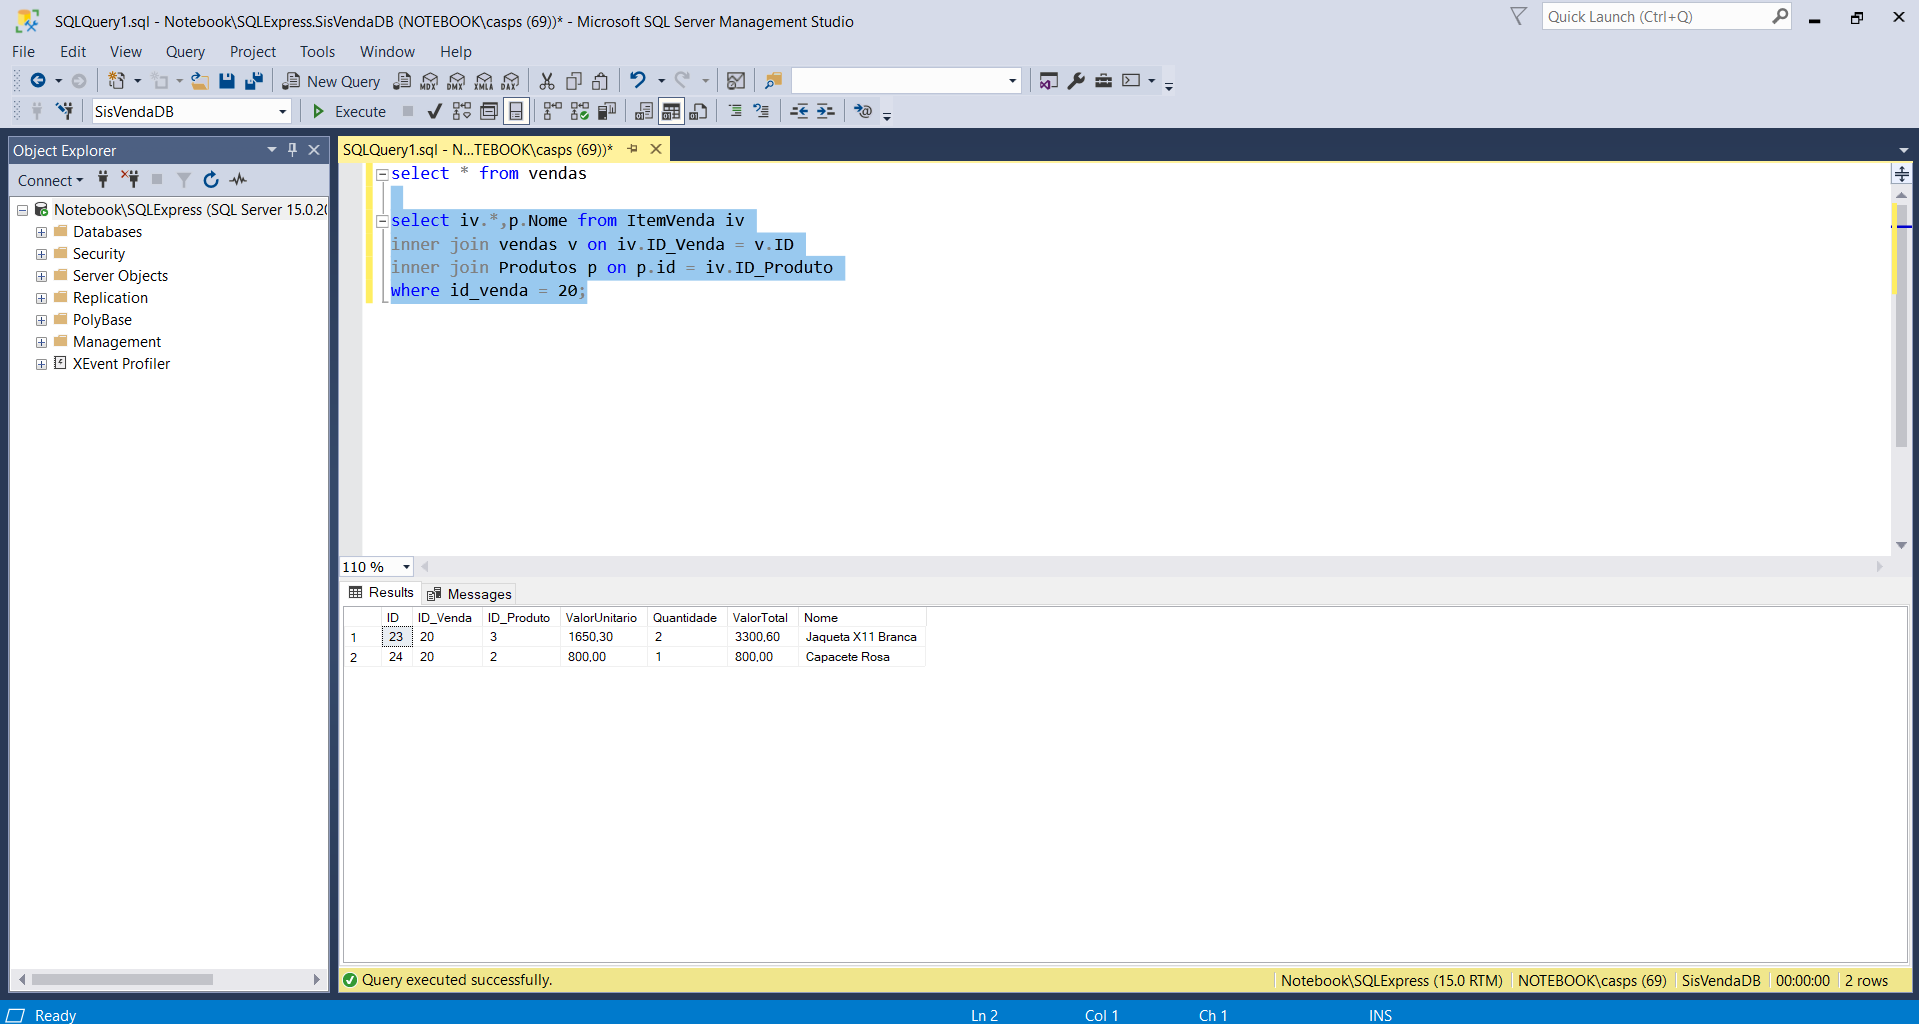 SQLQuery1.sql - Notebook\SQLExpress.SisVendaDB (NOTEBOOK\casps (69))* - Microsoft SQL Server Management Studio
Quick Launch (Ctrl+Q)
File Edit View Query Project Tools Window Help
New Query MDX DMX XMLA DAX
SisVendaDB Execute
Object Explorer
SQLQuery1.sql - N...TEBOOK\casps (69))*
Connect
Notebook\SQLExpress (SQL Server 15.0.20
Databases
Security
Server Objects
Replication
PolyBase
Management
XEvent Profiler
select * from vendas
select iv.*,p.Nome from ItemVenda iv
inner join vendas v on iv.ID_Venda = v.ID
inner join Produtos p on p.id = iv.ID_Produto
where id_venda = 20;
110 %
Results Messages
ID ID_Venda ID_Produto ValorUnitario Quantidade ValorTotal Nome
1 23 20 3 1650,30 2 3300,60 Jaqueta X11 Branca
2 24 20 2 800,00 1 800,00 Capacete Rosa
Query executed successfully. Notebook\SQLExpress (15.0 RTM) NOTEBOOK\casps (69) SisVendaDB 00:00:00 2 rows
Ready Ln 2 Col 1 Ch 1 INS